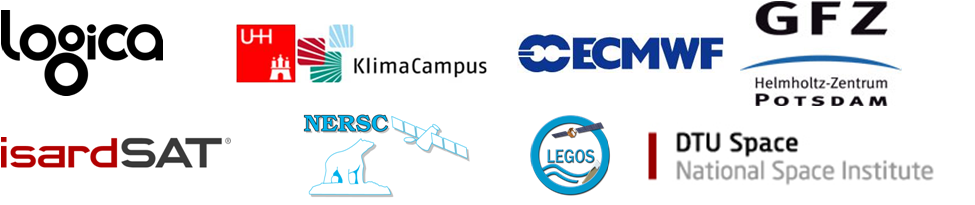 logica
UHH
KlimaCampus
ECMWF
GFZ
Helmholtz-Zentrum
POTSDAM
isardSAT®
NERSC
LEGOS
DTU Space
National Space Institute